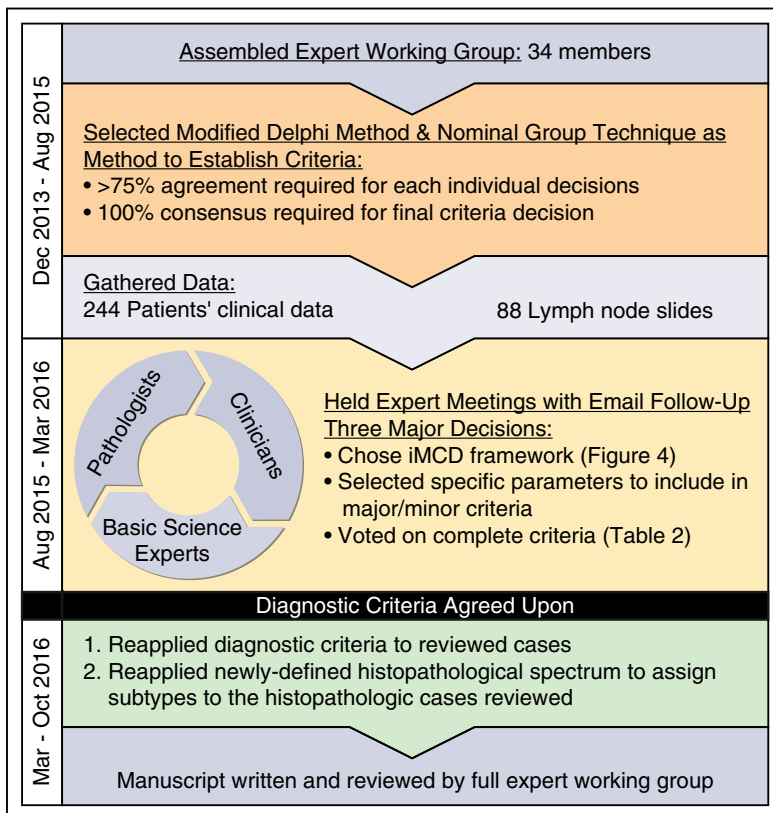 Dec 2013 - Aug 2015
Assembled Expert Working Group: 34 members
Selected Modified Delphi Method & Nominal Group Technique as
Method to Establish Criteria:
• >75% agreement required for each individual decisions
• 100% consensus required for final criteria decision
Gathered Data:
244 Patients' clinical data
88 Lymph node slides
Aug 2015 - Mar 2016
Pathologists
Clinicians
Basic Science
Experts
Held Expert Meetings with Email Follow-Up
Three Major Decisions:
• Chose iMCD framework (Figure 4)
• Selected specific parameters to include in
major/minor criteria
• Voted on complete criteria (Table 2)
Diagnostic Criteria Agreed Upon
Mar - Oct 2016
1. Reapplied diagnostic criteria to reviewed cases
2. Reapplied newly-defined histopathological spectrum to assign
subtypes to the histopathologic cases reviewed
Manuscript written and reviewed by full expert working group